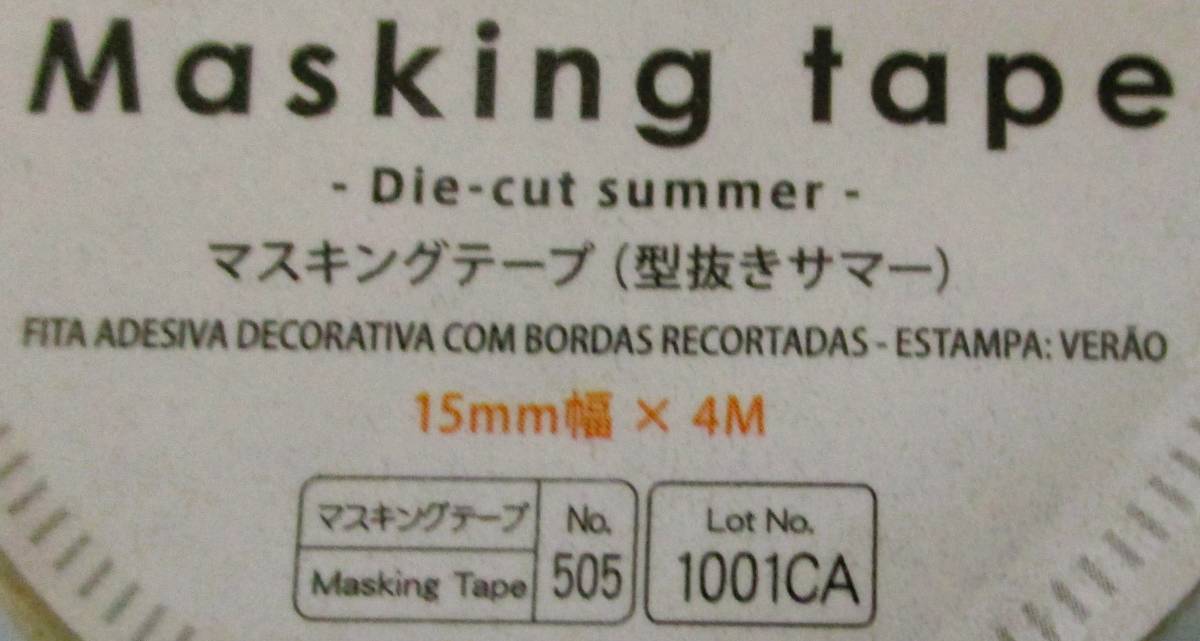 Masking tape
- Die-cut summer -
マスキングテープ (型抜きサマー)
FITA ADESIVA DECORATIVA COM BORDAS RECORTADAS - ESTAMPA: VERÃO
15mm幅 × 4M
マスキングテープ
Masking Tape
No.
505
Lot No.
1001CA